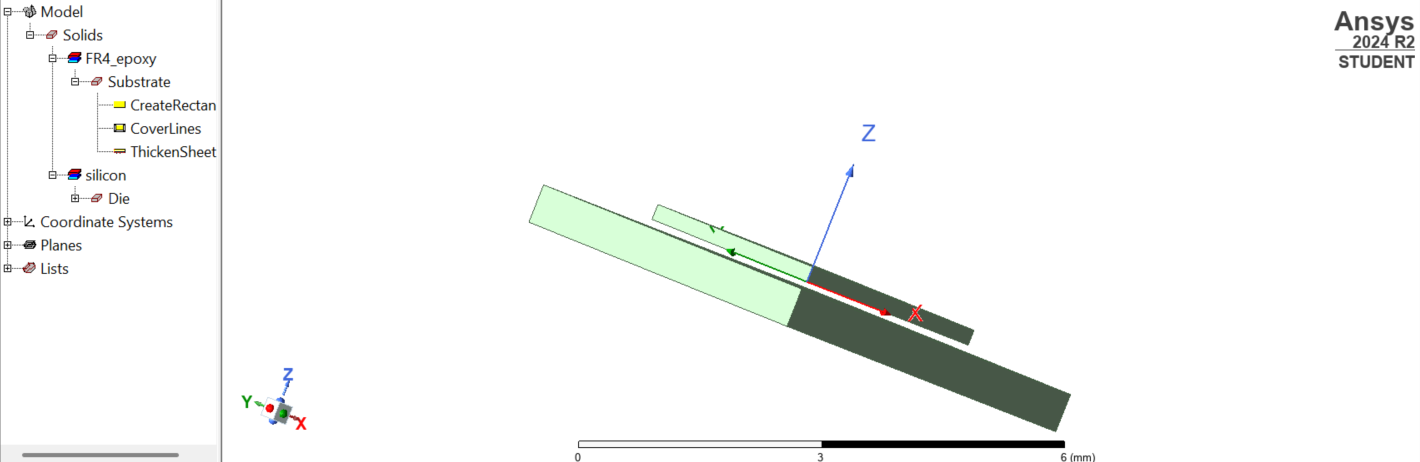 Model
Solids
FR4_epoxy
Substrate
CreateRectan
CoverLines
ThickenSheet
silicon
Die
Coordinate Systems
Planes
Lists
Ansys
2024 R2
STUDENT
Z
X
Z
Y
X
0 3 6 (mm)